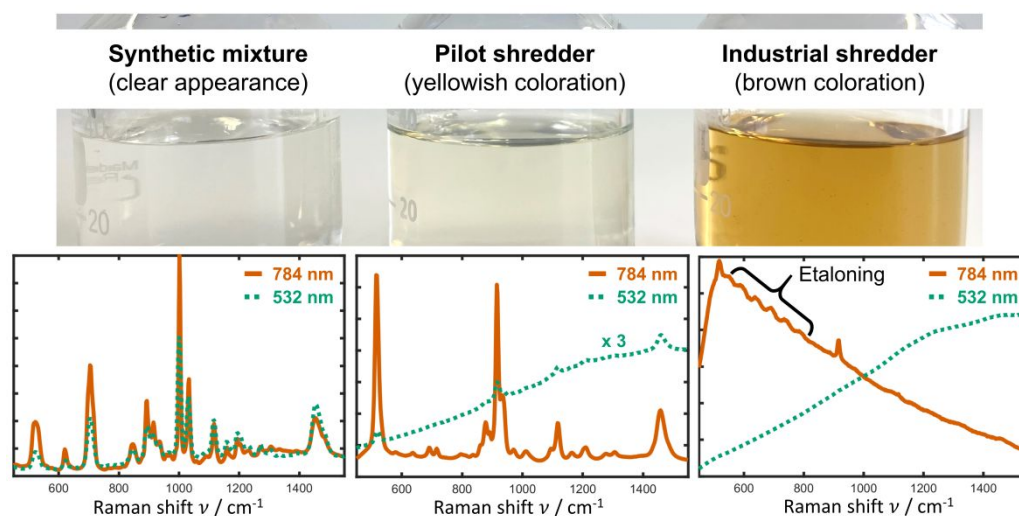 Synthetic mixture
(clear appearance)
Pilot shredder
(yellowish coloration)
Industrial shredder
(brown coloration)
20
20
784 nm
532 nm
600 800 1000 1200 1400
Raman shift ν / cm-1
784 nm
532 nm
x 3
600 800 1000 1200 1400
Raman shift ν / cm-1
Etaloning
784 nm
532 nm
600 800 1000 1200 1400
Raman shift ν / cm-1